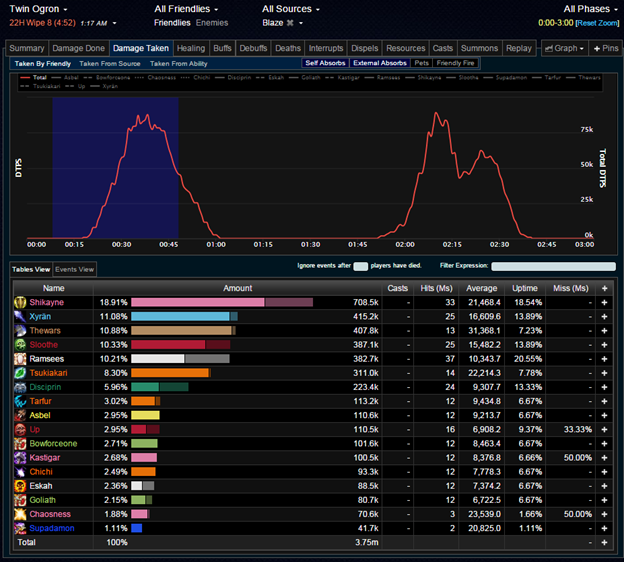 Twin Ogron All Friendlies All Sources All Phases
22H Wipe 8 (4:52) 1:17 AM Friendlies Enemies Blaze 0:00-3:00 [Reset Zoom]
Summary Damage Done Damage Taken Healing Buffs Debuffs Deaths Interrupts Dispels Resources Casts Summons Replay Graph + Pins
Taken By Friendly Taken From Source Taken From Ability Self Absorbs External Absorbs Pets Friendly Fire
Total Asbel Bowforceone Chaosness Chichi Disciprin Eskah Goliath Kastigar Ramsees Shikayne Sloothe Supadamon Tarfur Thewars
Tsukiakari Up Xyrän
DTPS
75k
50k
25k
0k
Total DTPS
00:00 00:15 00:30 00:45 01:00 01:15 01:30 01:45 02:00 02:15 02:30 02:45 03:00
Tables View Events View Ignore events after players have died. Filter Expression:
Name Amount Casts Hits (Ms) Average Uptime Miss (Ms) +
Shikayne 18.91% 708.5k - 33 21,468.4 18.54% - +
Xyrän 11.08% 415.2k - 25 16,609.6 13.89% - +
Thewars 10.88% 407.8k - 13 31,368.1 7.23% - +
Sloothe 10.33% 387.1k - 25 15,482.2 13.89% - +
Ramsees 10.21% 382.7k - 37 10,343.7 20.55% - +
Tsukiakari 8.30% 311.0k - 14 22,214.3 7.78% - +
Disciprin 5.96% 223.4k - 24 9,307.7 13.33% - +
Tarfur 3.02% 113.2k - 12 9,434.8 6.67% - +
Asbel 2.95% 110.6k - 12 9,213.7 6.67% - +
Up 2.95% 110.5k - 16 6,908.2 9.37% 33.33% +
Bowforceone 2.71% 101.6k - 12 8,463.4 6.67% - +
Kastigar 2.68% 100.5k - 12 8,376.8 6.66% 50.00% +
Chichi 2.49% 93.3k - 12 7,778.3 6.67% - +
Eskah 2.36% 88.5k - 12 7,374.2 6.67% - +
Goliath 2.15% 80.7k - 12 6,722.5 6.67% - +
Chaosness 1.88% 70.6k - 3 23,539.0 1.66% 50.00% +
Supadamon 1.11% 41.7k - 2 20,825.0 1.11% - +
Total 100% 3.75m - - +